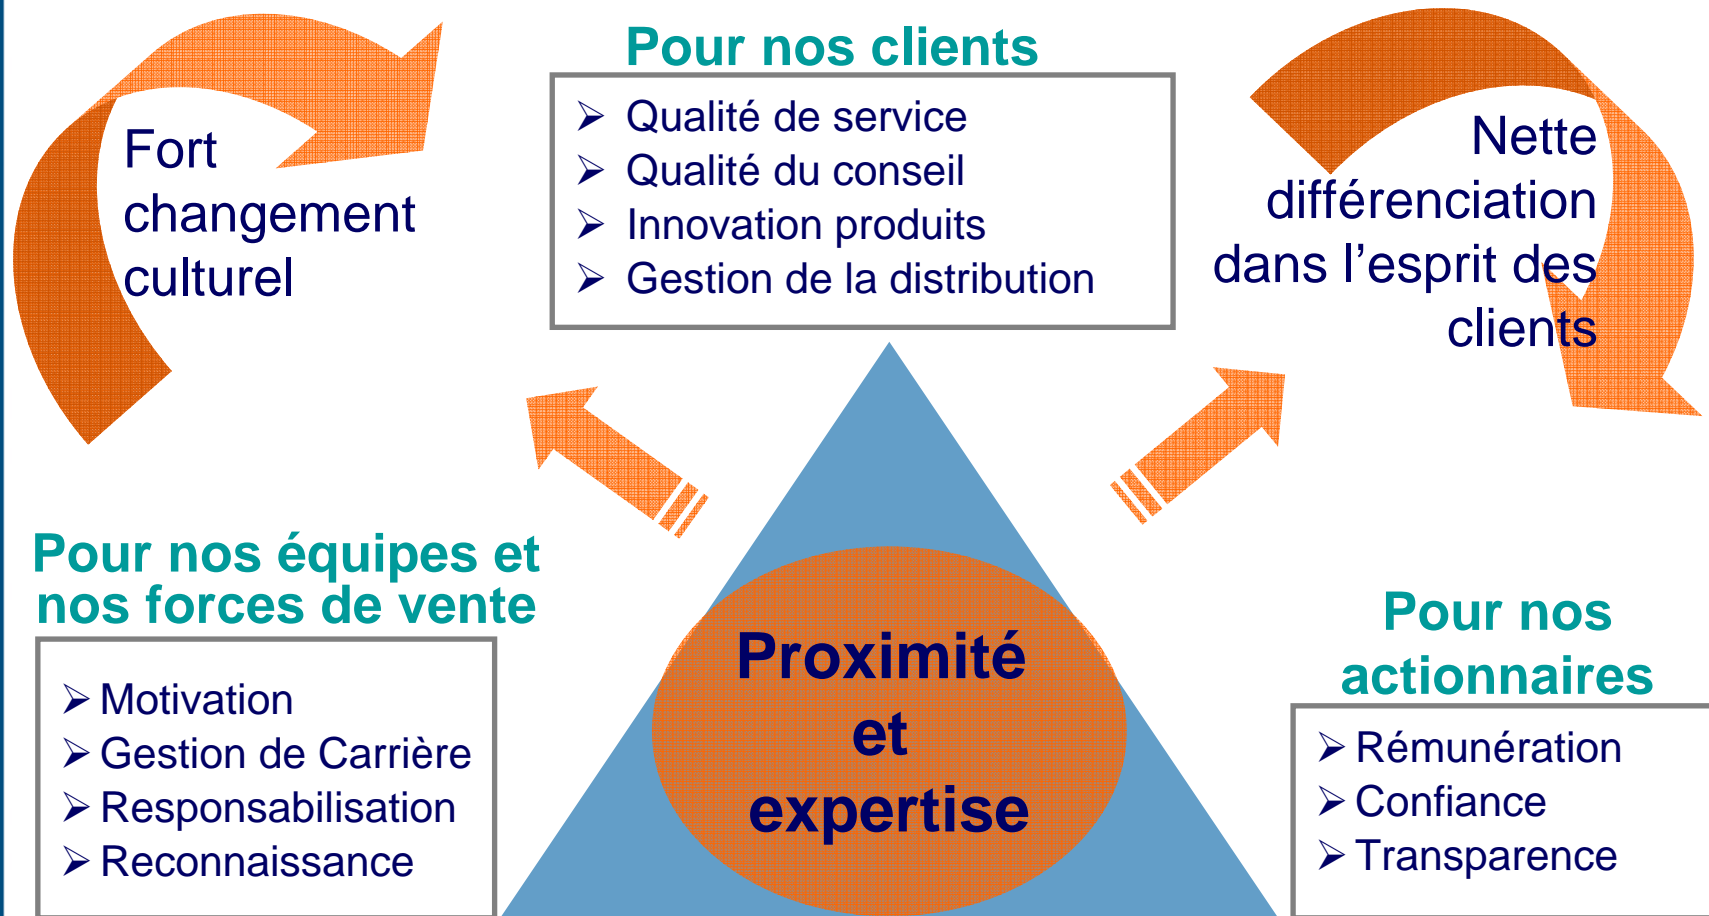 Pour nos clients
➢ Qualité de service
➢ Qualité du conseil
➢ Innovation produits
➢ Gestion de la distribution
Fort
changement
culturel
Nette
différenciation
dans l’esprit des
clients
Pour nos équipes et
nos forces de vente
➢ Motivation
➢ Gestion de Carrière
➢ Responsabilisation
➢ Reconnaissance
Proximité
et
expertise
Pour nos
actionnaires
➢ Rémunération
➢ Confiance
➢ Transparence